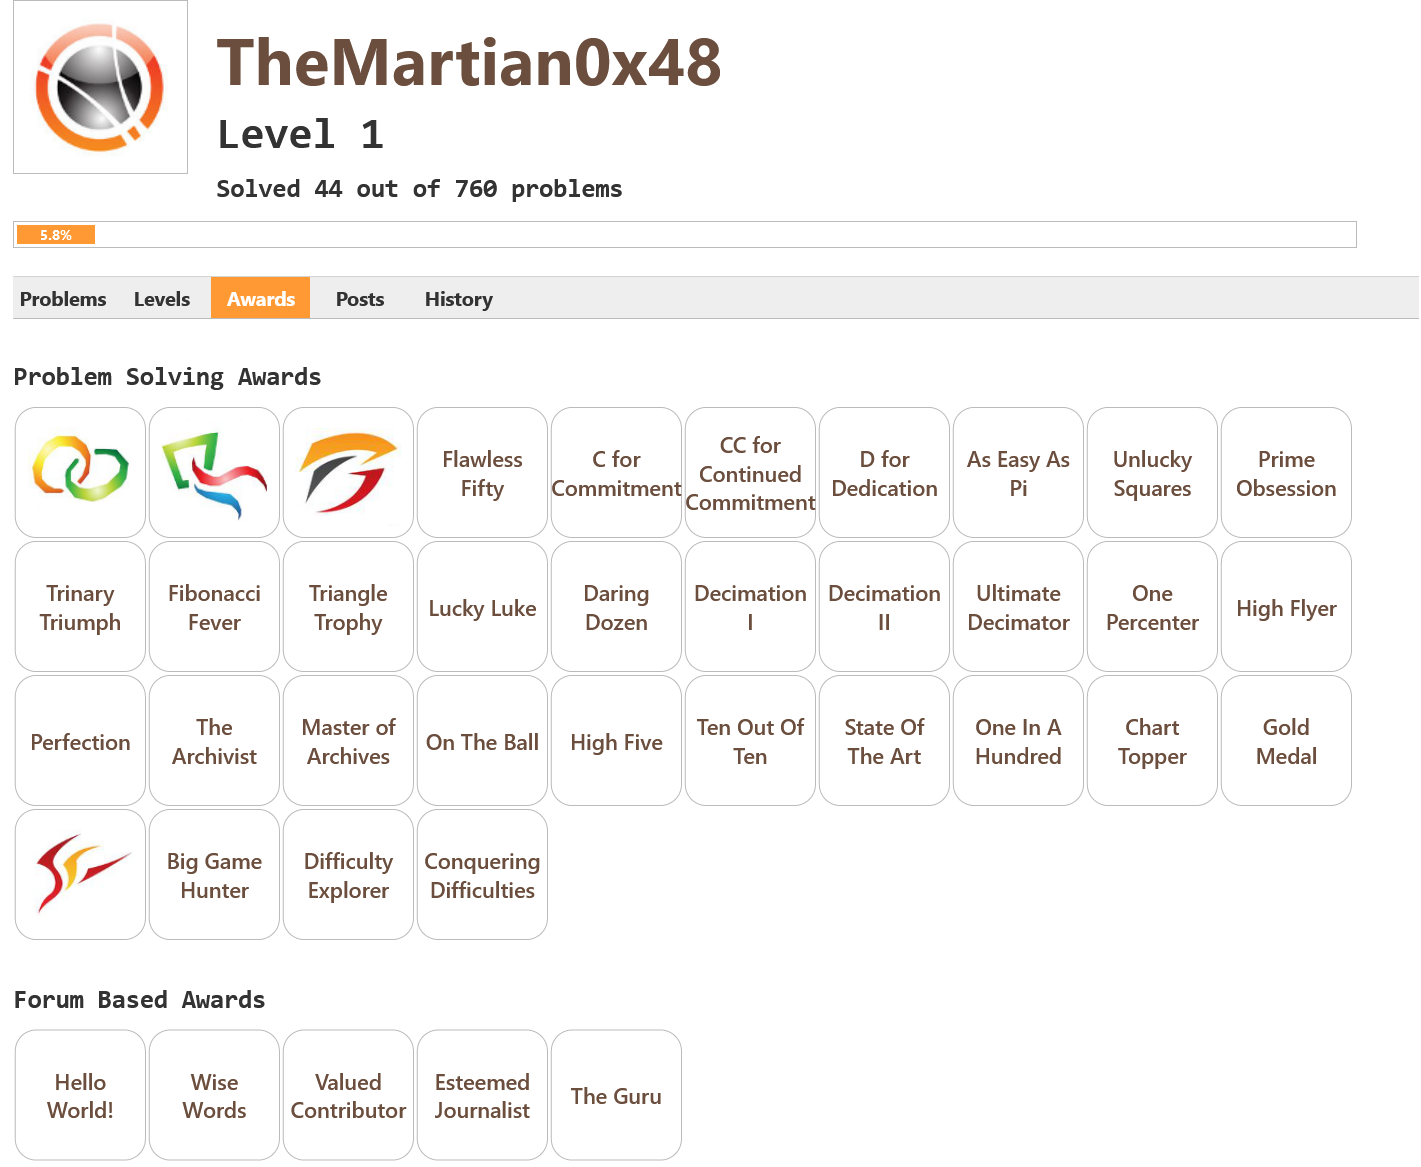 TheMartian0x48
Level 1
Solved 44 out of 760 problems
5.8%
Problems Levels Awards Posts History
Problem Solving Awards
Flawless
Fifty
C for
Commitment
CC for
Continued
Commitment
D for
Dedication
As Easy As
Pi
Unlucky
Squares
Prime
Obsession
Trinary
Triumph
Fibonacci
Fever
Triangle
Trophy
Lucky Luke
Daring
Dozen
Decimation
I
Decimation
II
Ultimate
Decimator
One
Percenter
High Flyer
Perfection
The
Archivist
Master of
Archives
On The Ball
High Five
Ten Out Of
Ten
State Of
The Art
One In A
Hundred
Chart
Topper
Gold
Medal
Big Game
Hunter
Difficulty
Explorer
Conquering
Difficulties
Forum Based Awards
Hello
World!
Wise
Words
Valued
Contributor
Esteemed
Journalist
The Guru